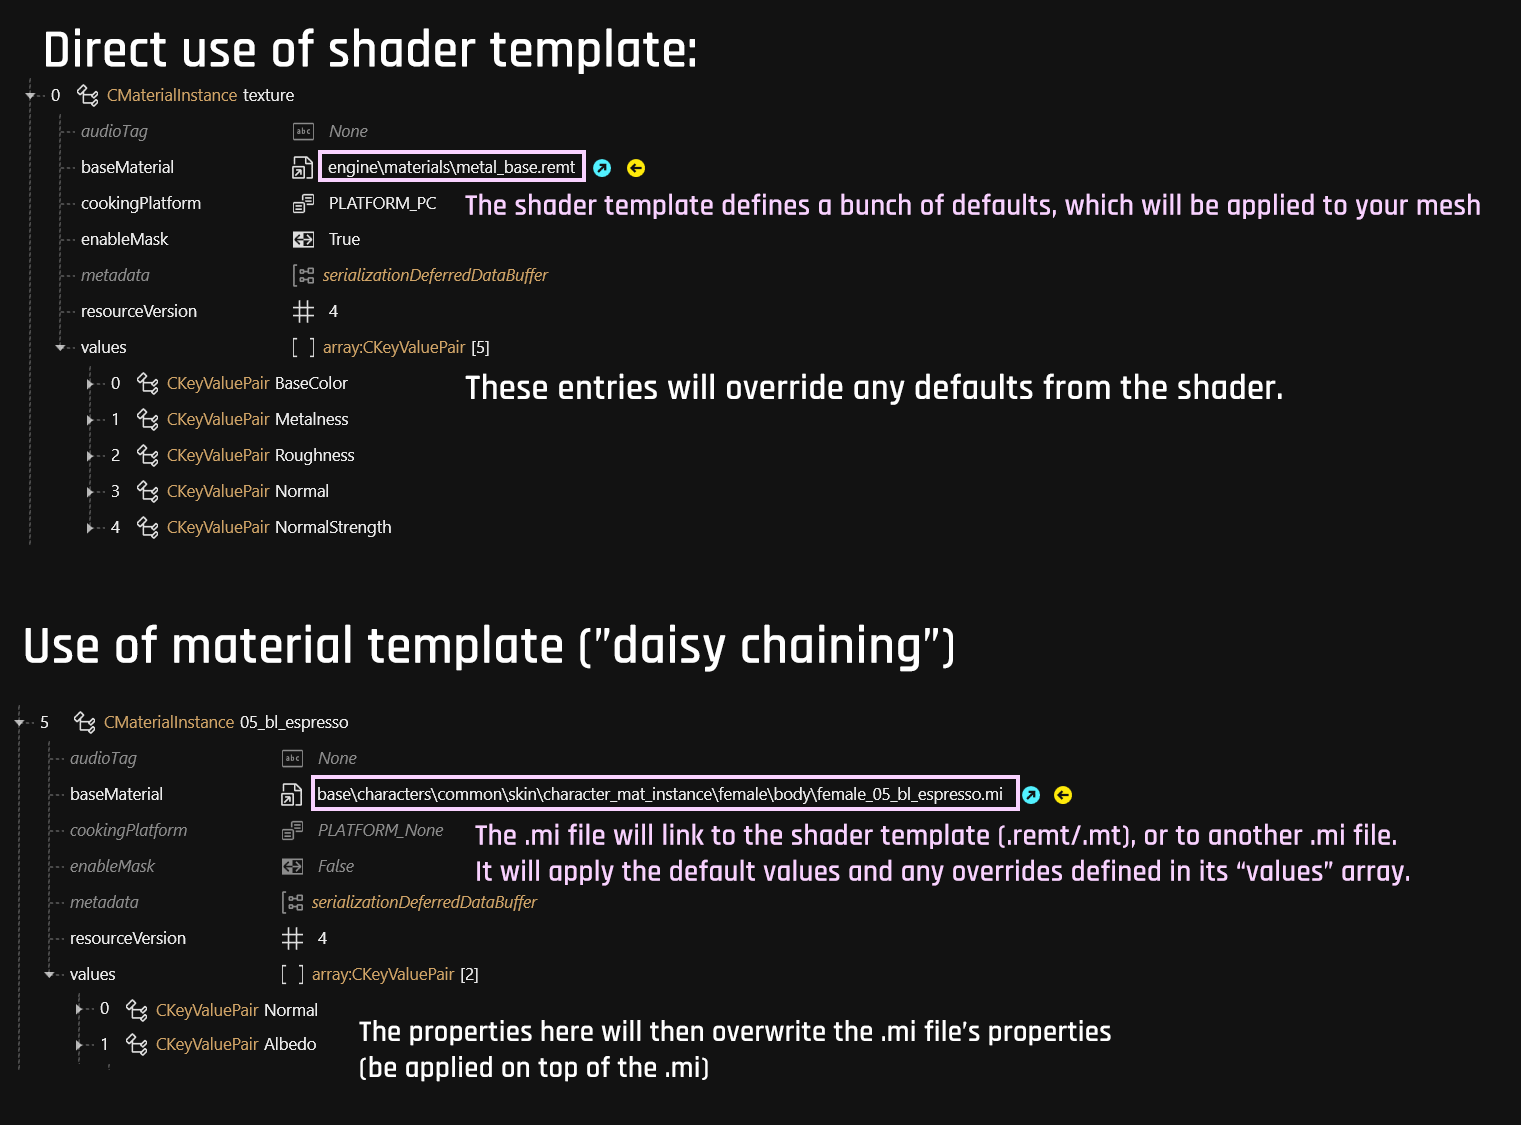 Direct use of shader template:
0 CMaterialInstance texture
audioTag abc None
baseMaterial engine\materials\metal_base.remt
cookingPlatform PLATFORM_PC The shader template defines a bunch of defaults, which will be applied to your mesh
enableMask True
metadata serializationDeferredDataBuffer
resourceVersion 4
values [ ] array:CKeyValuePair [5]
0 CKeyValuePair BaseColor These entries will override any defaults from the shader.
1 CKeyValuePair Metalness
2 CKeyValuePair Roughness
3 CKeyValuePair Normal
4 CKeyValuePair NormalStrength
Use of material template ("daisy chaining")
5 CMaterialInstance 05_bl_espresso
audioTag abc None
baseMaterial base\characters\common\skin\character_mat_instance\female\body\female_05_bl_espresso.mi
cookingPlatform PLATFORM_None The .mi file will link to the shader template (.remt/.mt), or to another .mi file.
enableMask False It will apply the default values and any overrides defined in its “values” array.
metadata serializationDeferredDataBuffer
resourceVersion 4
values [ ] array:CKeyValuePair [2]
0 CKeyValuePair Normal
The properties here will then overwrite the .mi file’s properties
1 CKeyValuePair Albedo
(be applied on top of the .mi)